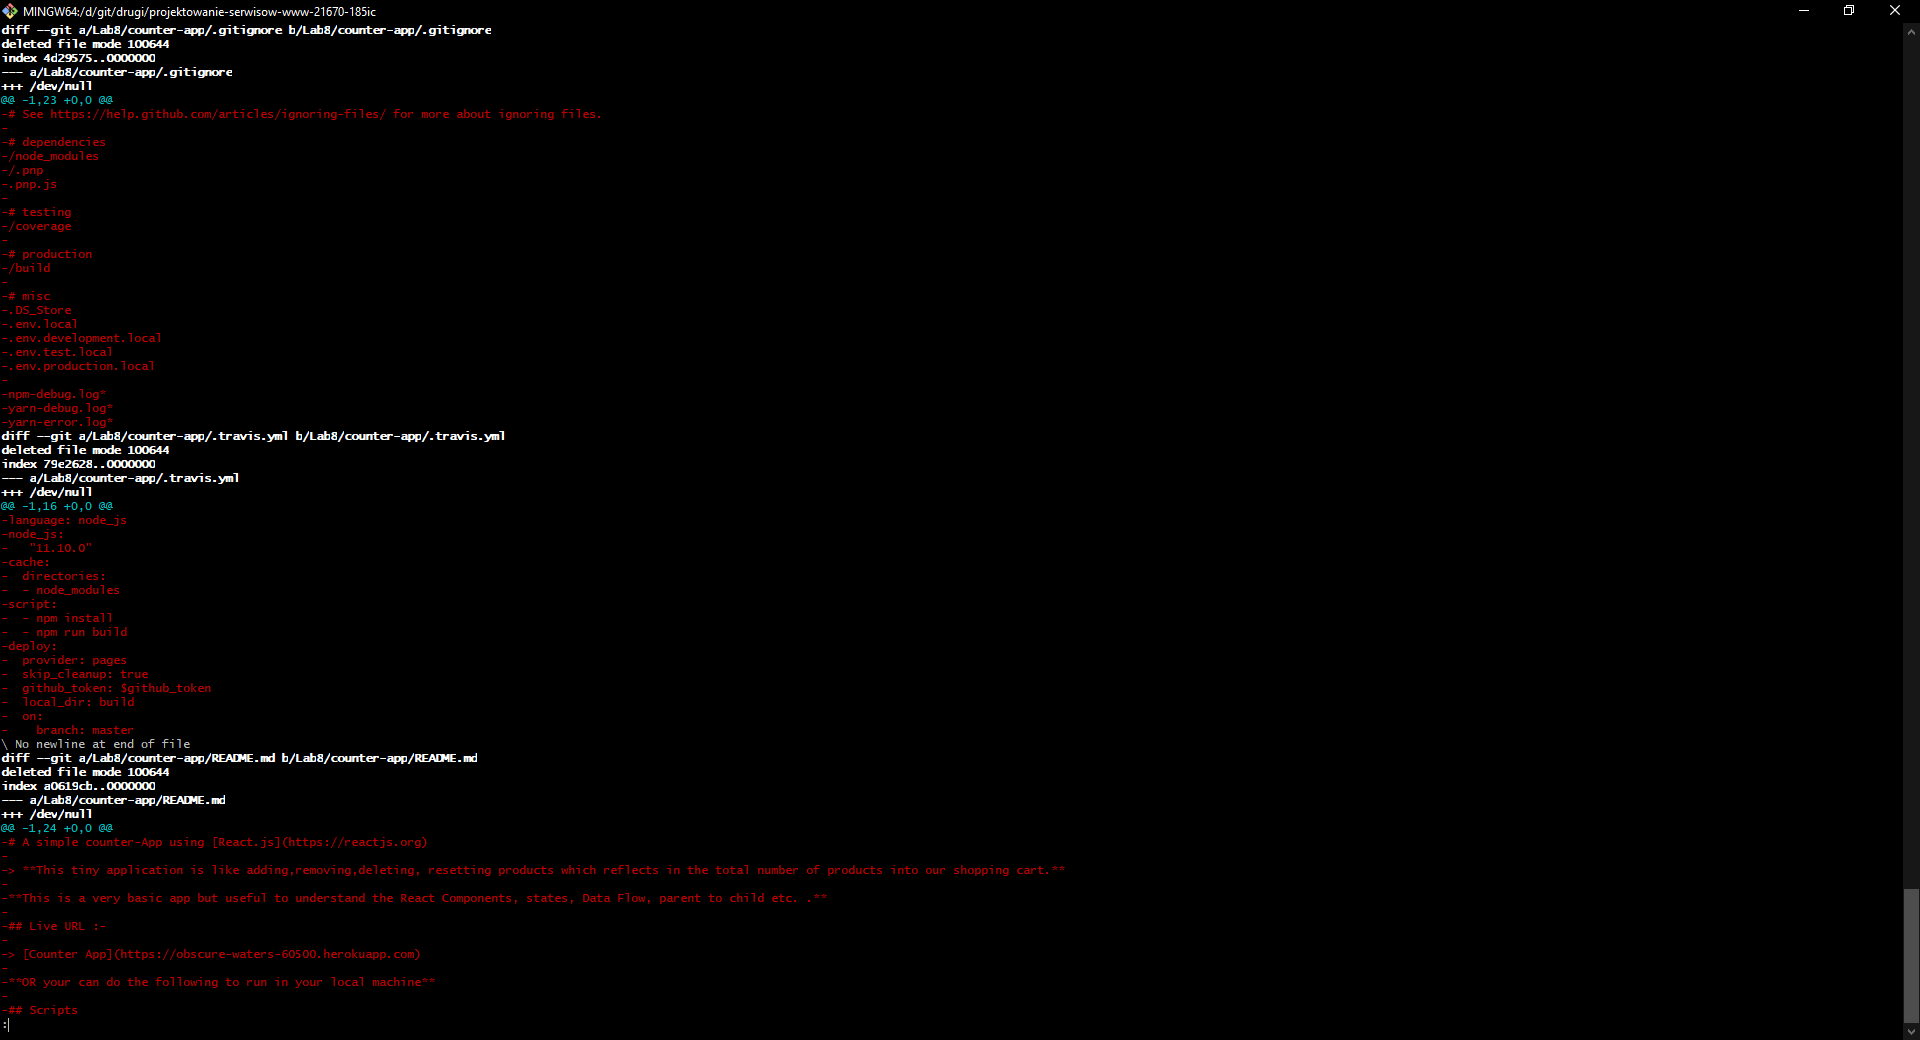 MINGW64:/d/git/drugi/projektowanie-serwisow-www-21670-185ic
diff --git a/Lab8/counter-app/.gitignore b/Lab8/counter-app/.gitignore
deleted file mode 100644
index 4d29575..0000000
--- a/Lab8/counter-app/.gitignore
+++ /dev/null
@@ -1,23 +0,0 @@
-# See https://help.github.com/articles/ignoring-files/ for more about ignoring files.
-
-# dependencies
-/node_modules
-/.pnp
-.pnp.js
-
-# testing
-/coverage
-
-# production
-/build
-
-# misc
-.DS_Store
-.env.local
-.env.development.local
-.env.test.local
-.env.production.local
-
-npm-debug.log*
-yarn-debug.log*
-yarn-error.log*
diff --git a/Lab8/counter-app/.travis.yml b/Lab8/counter-app/.travis.yml
deleted file mode 100644
index 79e2628..0000000
--- a/Lab8/counter-app/.travis.yml
+++ /dev/null
@@ -1,16 +0,0 @@
-language: node_js
-node_js:
-   "11.10.0"
-cache:
-  directories:
-  - node_modules
-script:
-  - npm install
-  - npm run build
-deploy:
-  provider: pages
-  skip_cleanup: true
-  github_token: $github_token
-  local_dir: build
-  on:
-    branch: master
\ No newline at end of file
diff --git a/Lab8/counter-app/README.md b/Lab8/counter-app/README.md
deleted file mode 100644
index a0619cb..0000000
--- a/Lab8/counter-app/README.md
+++ /dev/null
@@ -1,24 +0,0 @@
-# A simple counter-App using [React.js](https://reactjs.org)
-
-> **This tiny application is like adding,removing,deleting, resetting products which reflects in the total number of products into our shopping cart.**
-
-**This is a very basic app but useful to understand the React Components, states, Data Flow, parent to child etc. .**
-
-## Live URL :-
-
-> [Counter App](https://obscure-waters-60500.herokuapp.com)
-
-**OR your can do the following to run in your local machine**
-
-## Scripts
: